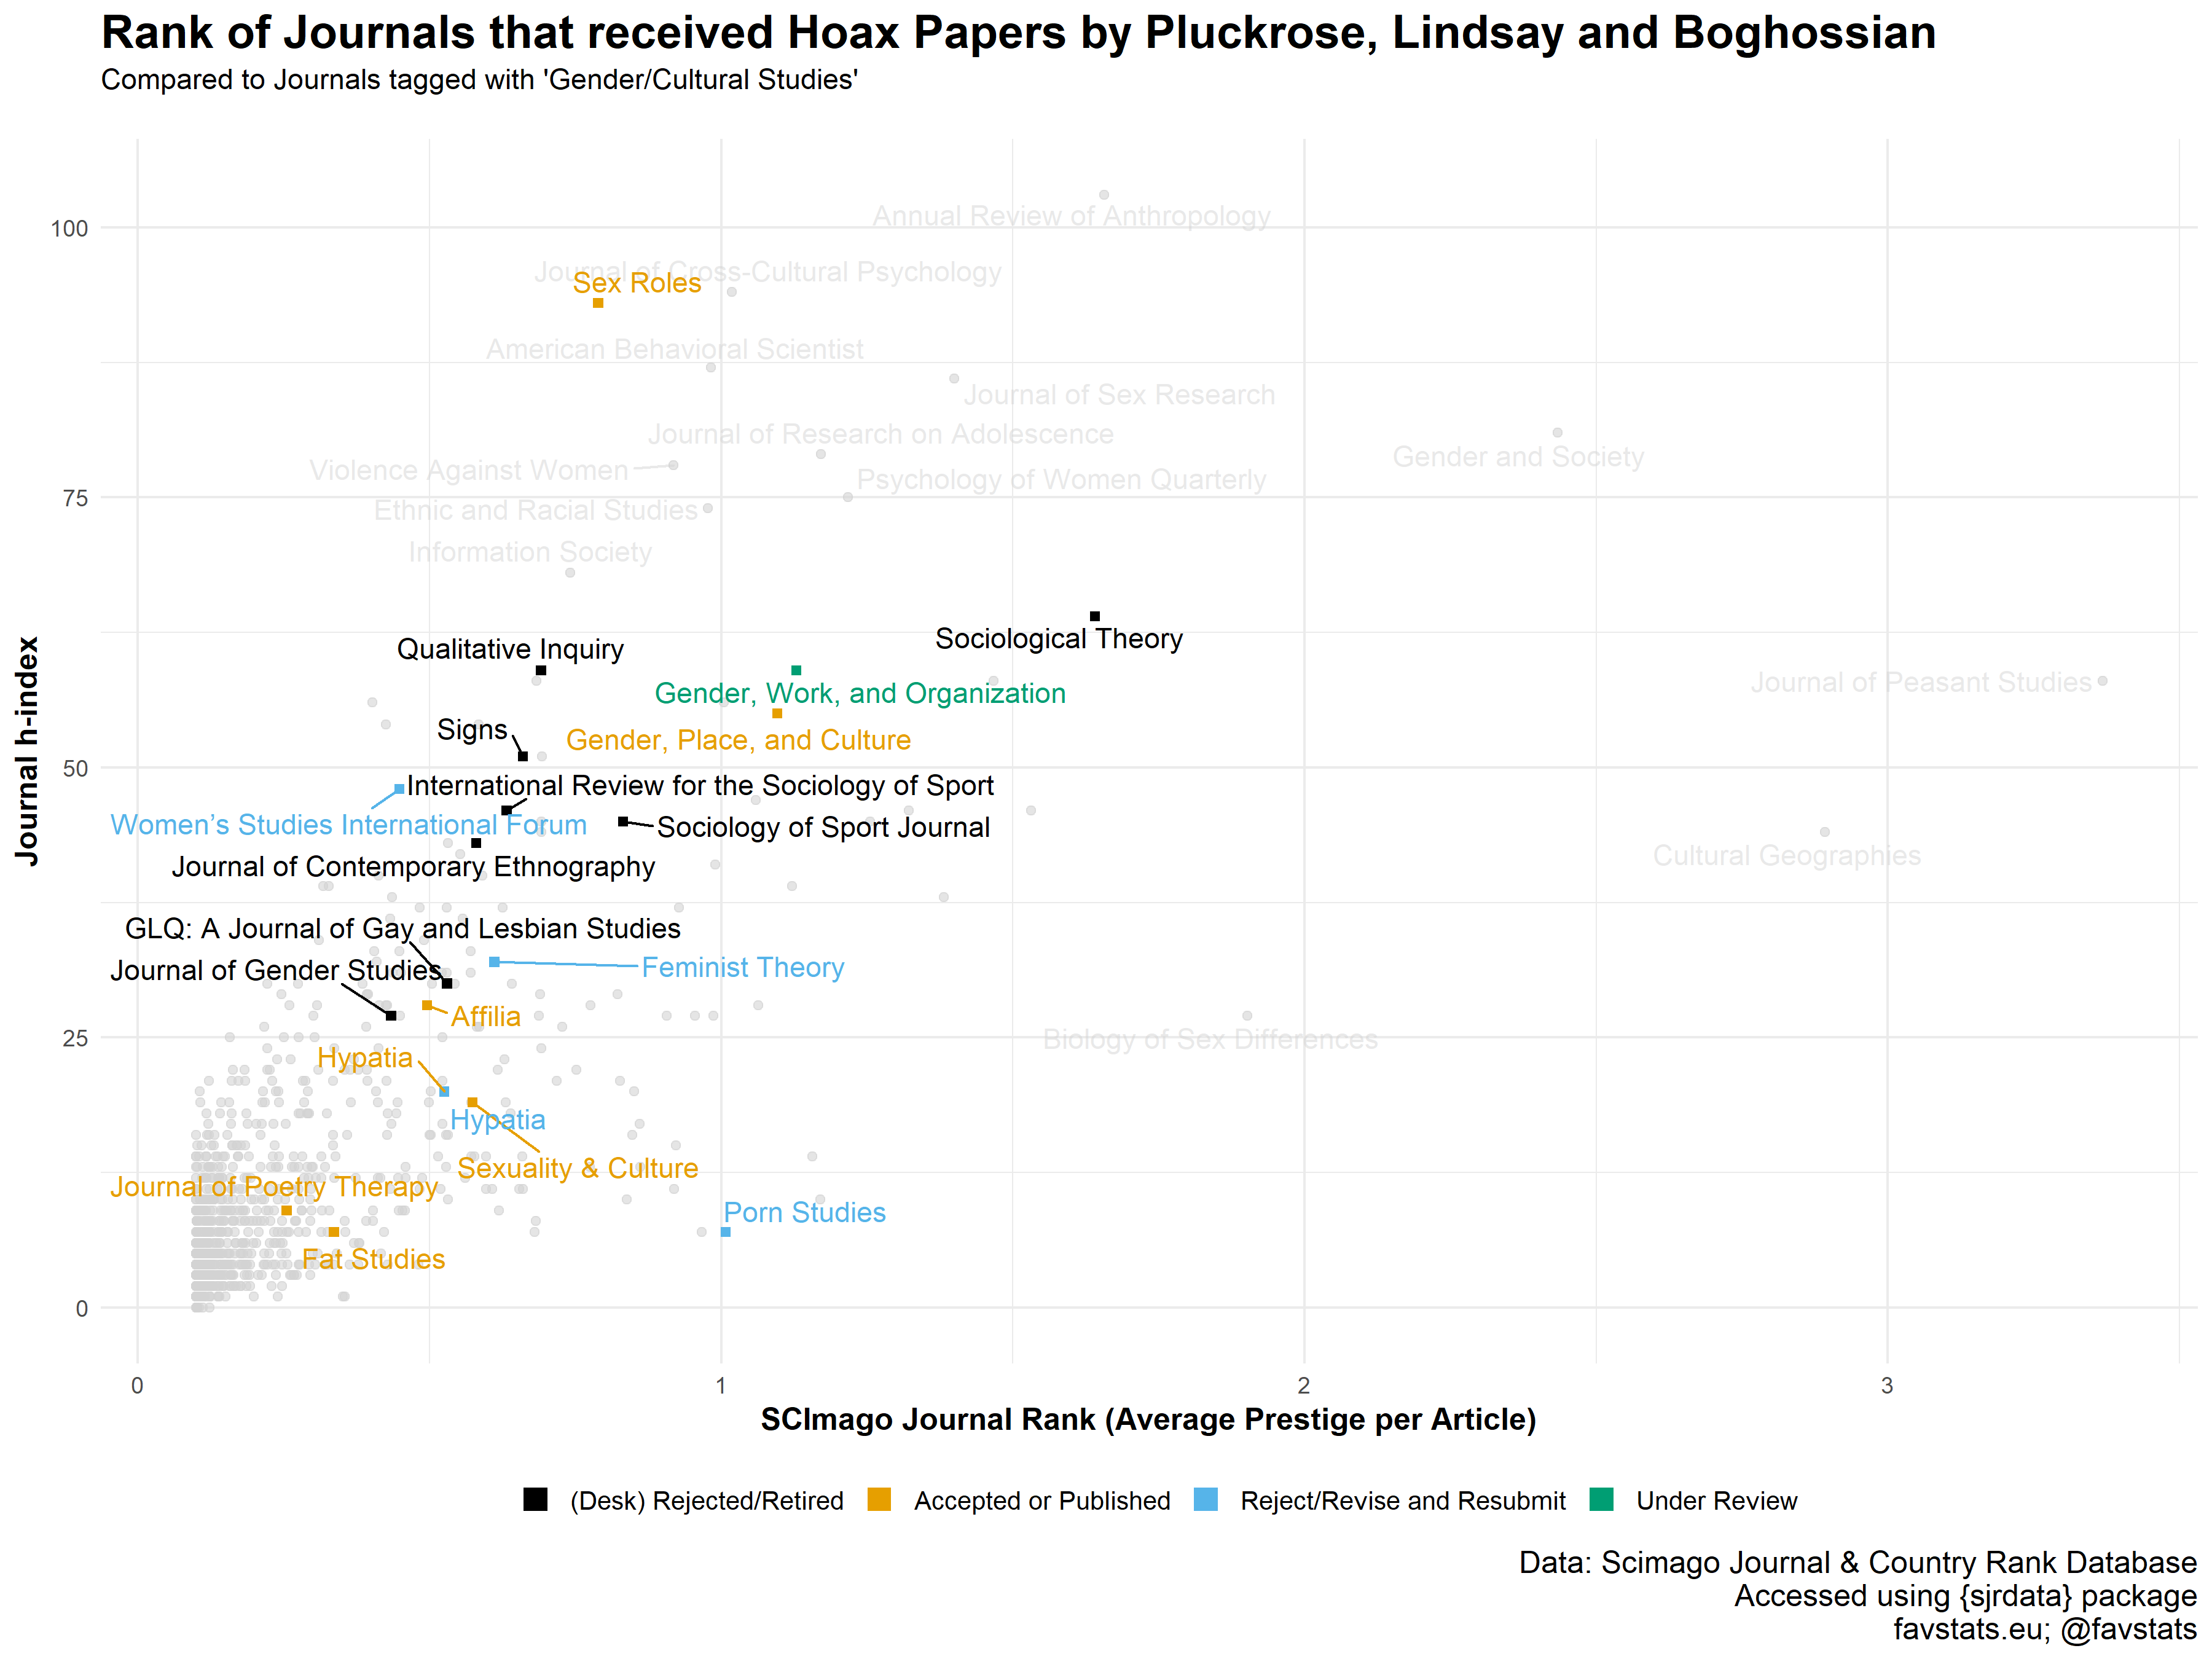 Rank of Journals that received Hoax Papers by Pluckrose, Lindsay and Boghossian
Compared to Journals tagged with 'Gender/Cultural Studies'
Journal h-index
100
75
50
25
0
Annual Review of Anthropology
Journal of Cross-Cultural Psychology
Sex Roles
American Behavioral Scientist
Journal of Sex Research
Journal of Research on Adolescence
Gender and Society
Violence Against Women
Psychology of Women Quarterly
Ethnic and Racial Studies
Information Society
Sociological Theory
Qualitative Inquiry
Journal of Peasant Studies
Gender, Work, and Organization
Signs
Gender, Place, and Culture
International Review for the Sociology of Sport
Women’s Studies International Forum
Sociology of Sport Journal
Cultural Geographies
Journal of Contemporary Ethnography
GLQ: A Journal of Gay and Lesbian Studies
Journal of Gender Studies
Feminist Theory
Affilia
Biology of Sex Differences
Hypatia
Hypatia
Sexuality & Culture
Journal of Poetry Therapy
Porn Studies
Fat Studies
0
1
2
3
SCImago Journal Rank (Average Prestige per Article)
(Desk) Rejected/Retired
Accepted or Published
Reject/Revise and Resubmit
Under Review
Data: Scimago Journal & Country Rank Database
Accessed using {sjrdata} package
favstats.eu; @favstats